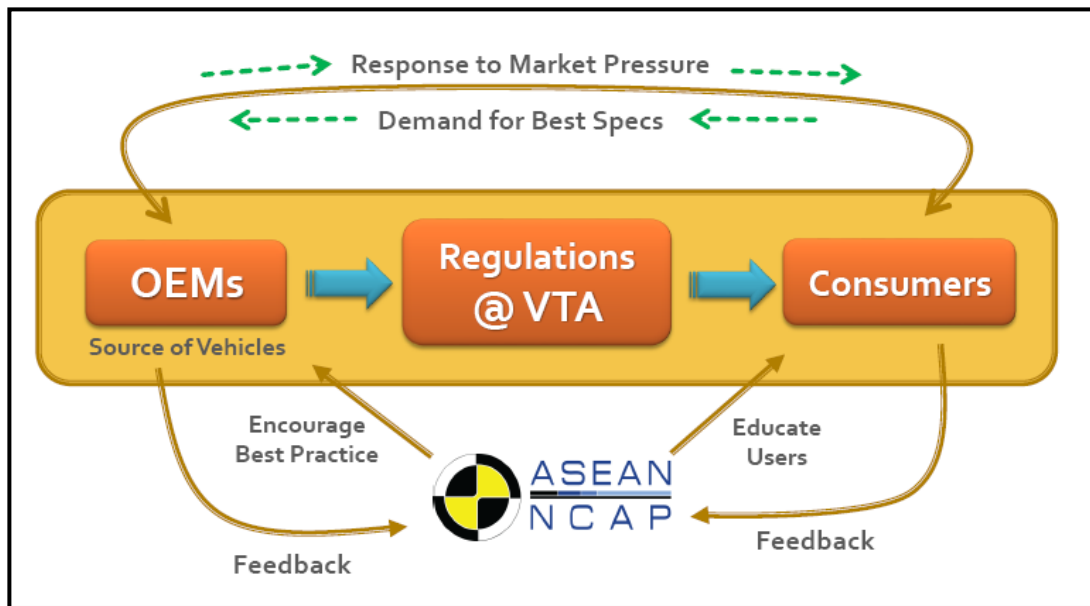 Response to Market Pressure
Demand for Best Specs
OEMs
Regulations
@ VTA
Consumers
Source of Vehicles
Encourage
Best Practice
Educate
Users
ASEAN
NCAP
Feedback
Feedback